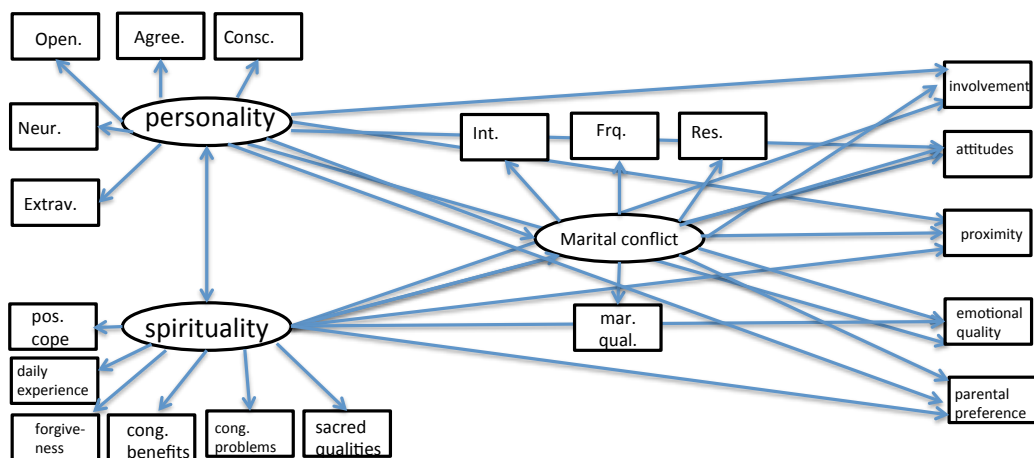 Open.
Agree.
Consc.
personality
Neur.
Extrav.
Int.
Frq.
Res.
involvement
attitudes
proximity
Marital conflict
mar.
qual.
emotional
quality
parental
preference
spirituality
pos.
cope
daily
experience
forgive-
ness
cong.
benefits
cong.
problems
sacred
qualities